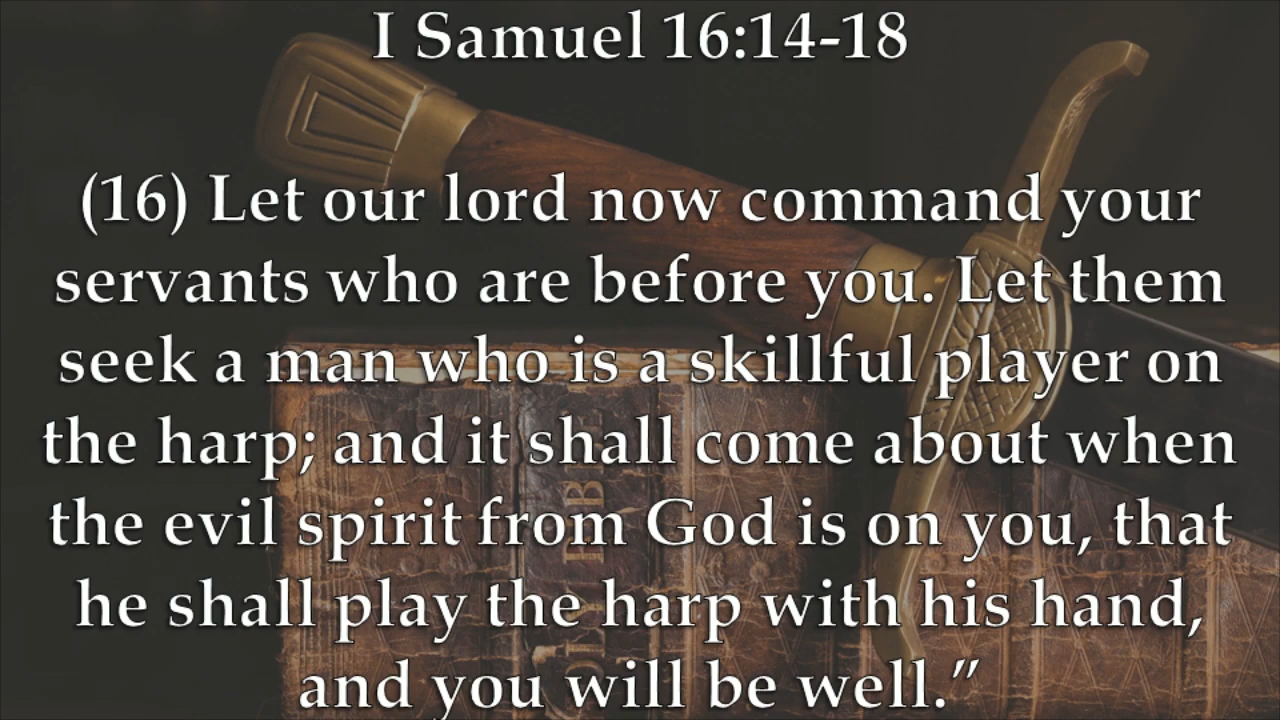 I Samuel 16:14-18
(16) Let our lord now command your
servants who are before you. Let them
seek a man who is a skillful player on
the harp; and it shall come about when
the evil spirit from God is on you, that
he shall play the harp with his hand,
and you will be well.”